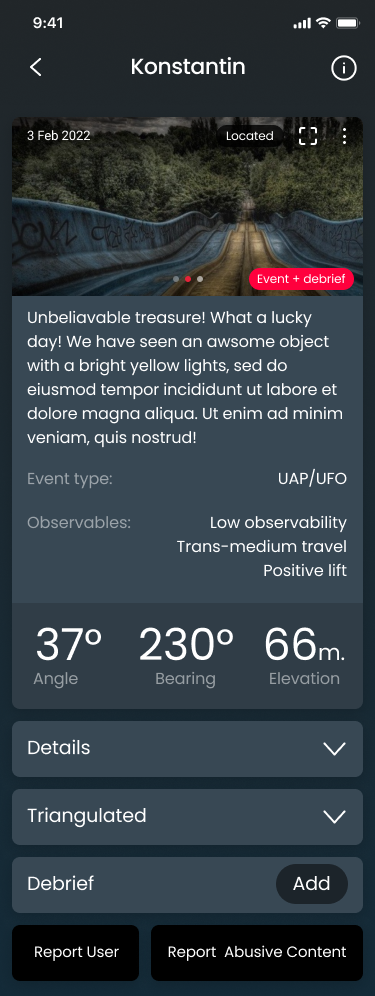 9:41
Konstantin
3 Feb 2022
Located
Event + debrief
Unbeliavable treasure! What a lucky
day! We have seen an awsome object
with a bright yellow lights, sed do
eiusmod tempor incididunt ut labore et
dolore magna aliqua. Ut enim ad minim
veniam, quis nostrud!
Event type: UAP/UFO
Observables: Low observability
Trans-medium travel
Positive lift
37° 230° 66m.
Angle Bearing Elevation
Details
Triangulated
Debrief Add
Report User Report Abusive Content